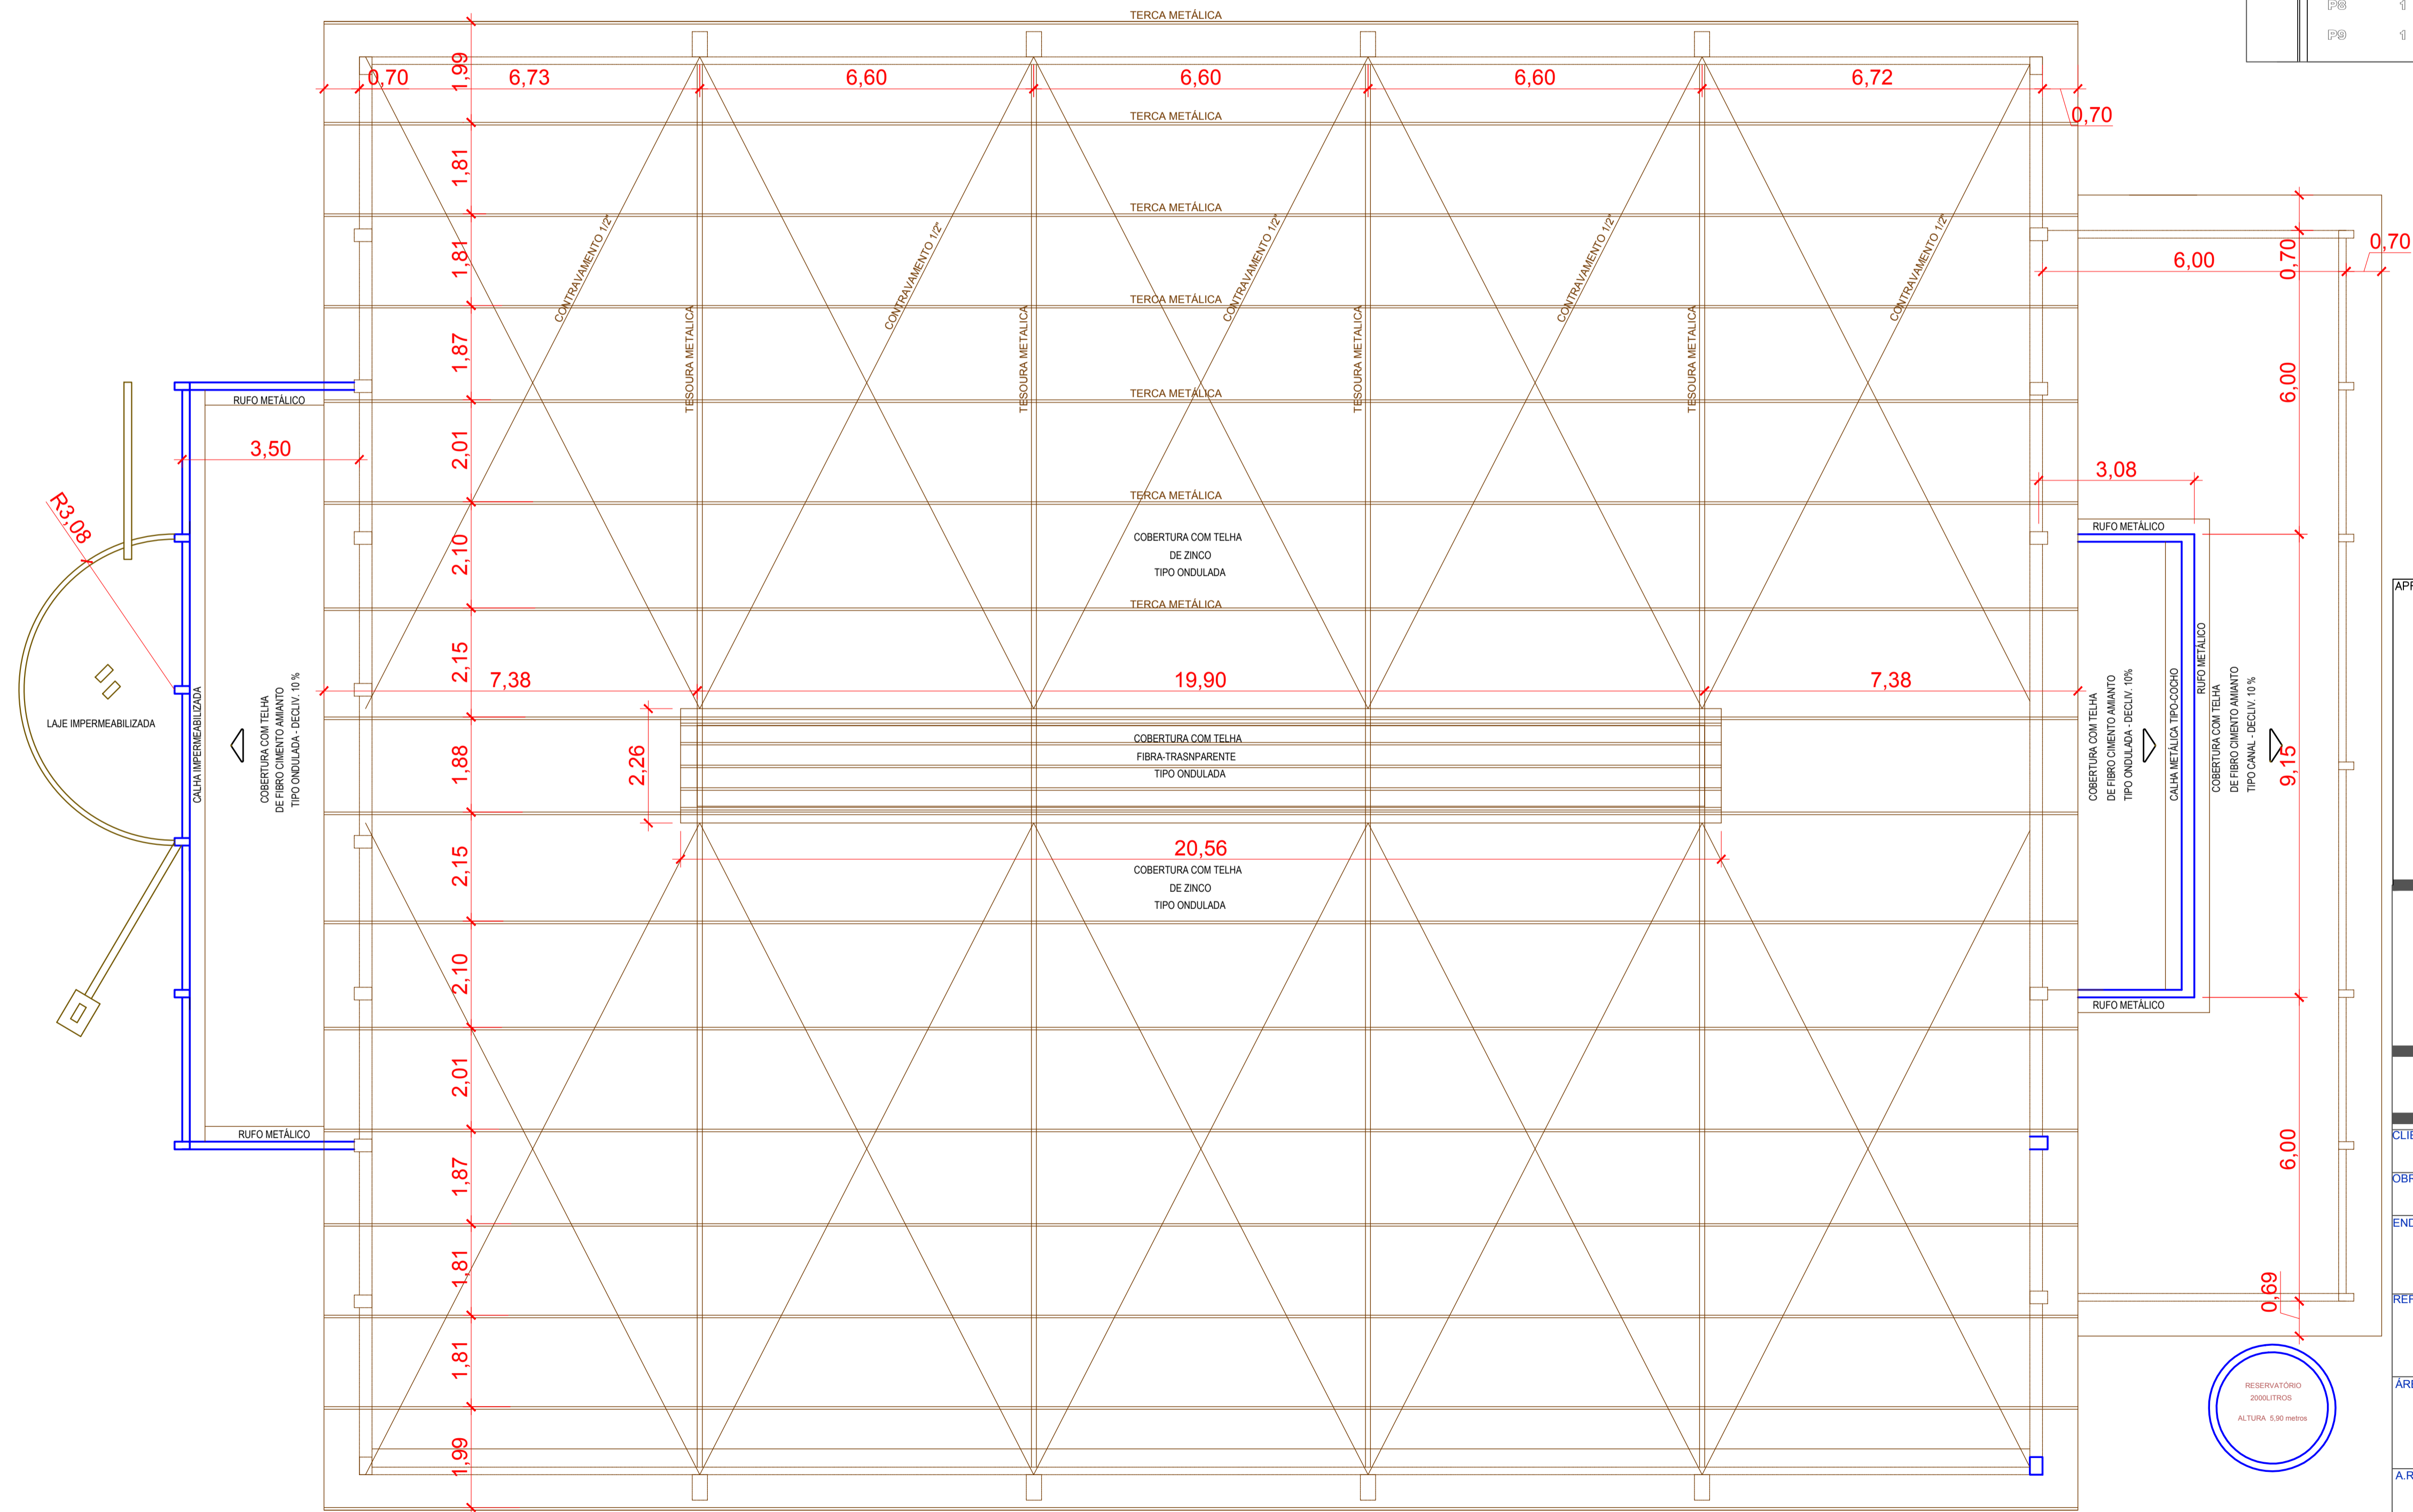 TERCA METÁLICA
P8 1
P9 1
1,99
0,70
6,73
6,60
6,60
6,60
6,72
0,70
TERCA METÁLICA
1,81
TERCA METÁLICA
1,81
CONTRAVAMENTO 1/2"
CONTRAVAMENTO 1/2"
CONTRAVAMENTO 1/2"
CONTRAVAMENTO 1/2"
CONTRAVAMENTO 1/2"
0,70
6,00
0,70
TERCA METÁLICA
1,87
TESOURA METALICA
TESOURA METALICA
TESOURA METALICA
TESOURA METALICA
6,00
TERCA METÁLICA
RUFO METÁLICO
3,50
2,01
3,08
TERCA METÁLICA
R3,08
2,10
COBERTURA COM TELHA
DE ZINCO
TIPO ONDULADA
RUFO METÁLICO
TERCA METÁLICA
2,15
7,38
19,90
7,38
LAJE IMPERMEABILIZADA
CALHA IMPERMEABILIZADA
COBERTURA COM TELHA
DE FIBRO CIMENTO AMIANTO
TIPO ONDULADA - DECLIV. 10 %
1,88
2,26
COBERTURA COM TELHA
FIBRA-TRASNPARENTE
TIPO ONDULADA
COBERTURA COM TELHA
DE FIBRO CIMENTO AMIANTO
TIPO ONDULADA - DECLIV. 10%
CALHA METÁLICA TIPO-COCHO
RUFO METÁLICO
COBERTURA COM TELHA
DE FIBRO CIMENTO AMIANTO
TIPO CANAL - DECLIV. 10 %
9,15
20,56
2,15
COBERTURA COM TELHA
DE ZINCO
TIPO ONDULADA
2,10
RUFO METÁLICO
2,01
RUFO METÁLICO
1,87
6,00
1,81
0,69
1,81
RESERVATÓRIO
2000LITROS
ALTURA 5,90 metros
1,99
A.R